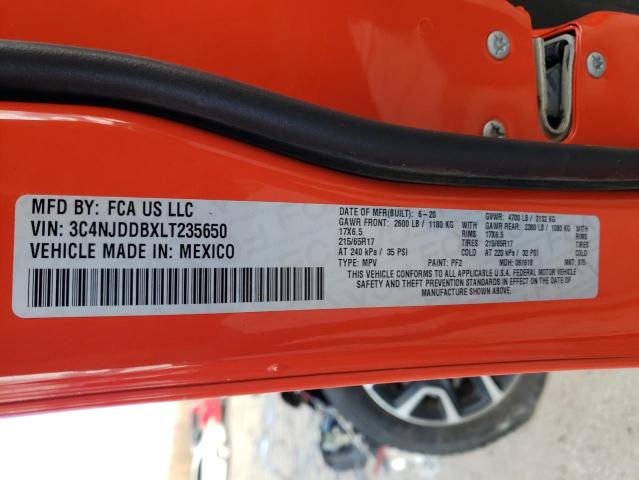 MFD BY: FCA US LLC
VIN: 3C4NJDDBXLT235650
VEHICLE MADE IN: MEXICO
DATE OF MFR(BUILT): 6-20
GAWR FRONT: 2600 LB / 1180 KG WITH
17X6.5 RIMS
215/65R17 TIRES
AT 240 kPa / 35 PSI COLD
GVWR: 4700 LB / 2132 KG
GAWR REAR: 2380 LB / 1080 KG WITH
17X6.5 RIMS
215/65R17 TIRES
AT 220 kPa / 32 PSI COLD
TYPE: MPV PAINT: PF2 MDH: 061618 MKT:
THIS VEHICLE CONFORMS TO ALL APPLICABLE U.S.A. FEDERAL MOTOR VEHICLE
SAFETY AND THEFT PREVENTION STANDARDS IN EFFECT ON THE DATE OF
MANUFACTURE SHOWN ABOVE.